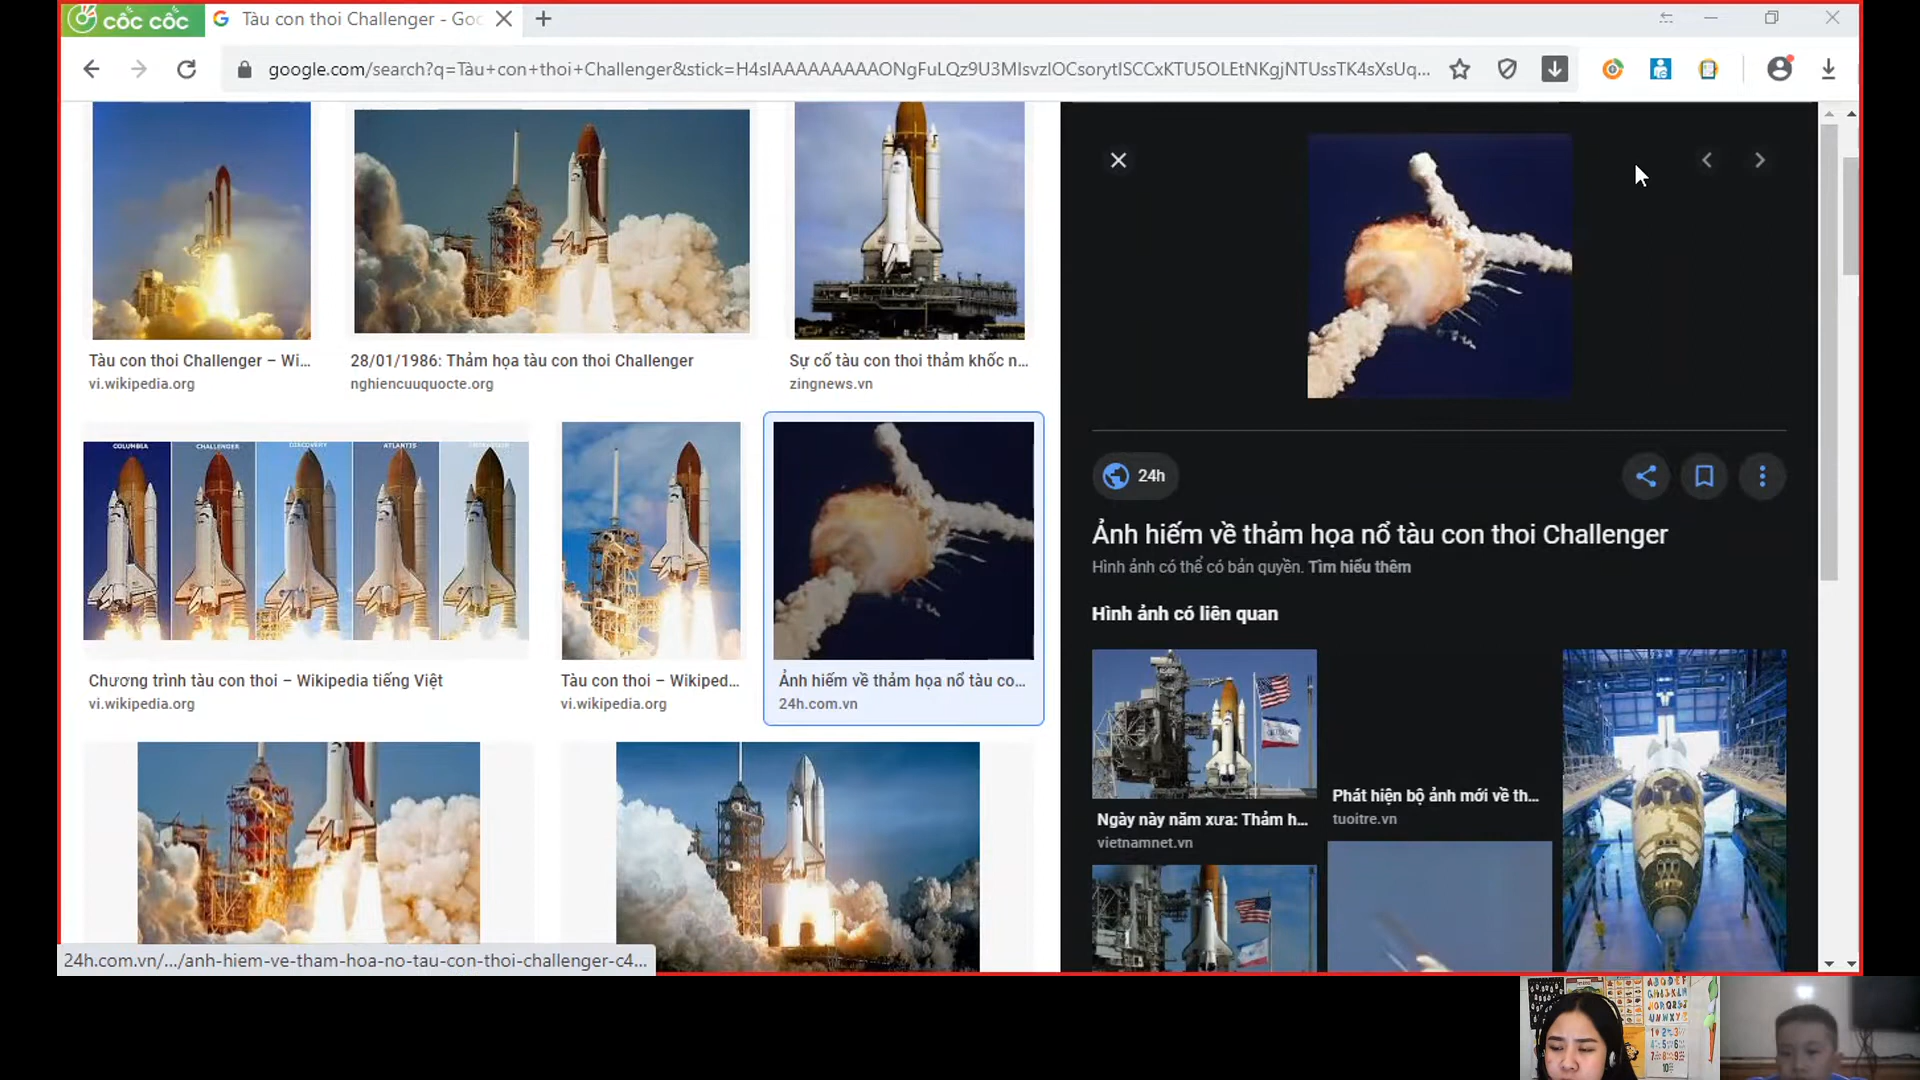 cốc cốc
Tàu con thoi Challenger - Goo
google.com/search?q=Tàu+con+thoi+Challenger&stick=H4sIAAAAAAAAAONgFuLQz9U3MIsvzIOCsorytISCCxKTU5OLEtNKgjNTUssTK4sXsUq...
Tàu con thoi Challenger – Wi...
vi.wikipedia.org
28/01/1986: Thảm họa tàu con thoi Challenger
nghiencuuquocte.org
Sự cố tàu con thoi thảm khốc n...
zingnews.vn
COLUMBIA CHALLENGER DISCOVERY ATLANTIS
Chương trình tàu con thoi – Wikipedia tiếng Việt
vi.wikipedia.org
Tàu con thoi – Wikiped...
vi.wikipedia.org
Ảnh hiếm về thảm họa nổ tàu co...
24h.com.vn
24h
Ảnh hiếm về thảm họa nổ tàu con thoi Challenger
Hình ảnh có thể có bản quyền. Tìm hiểu thêm
Hình ảnh có liên quan
Ngày này năm xưa: Thảm h...
vietnamnet.vn
Phát hiện bộ ảnh mới về th...
tuoitre.vn
24h.com.vn/.../anh-hiem-ve-tham-hoa-no-tau-con-thoi-challenger-c4...